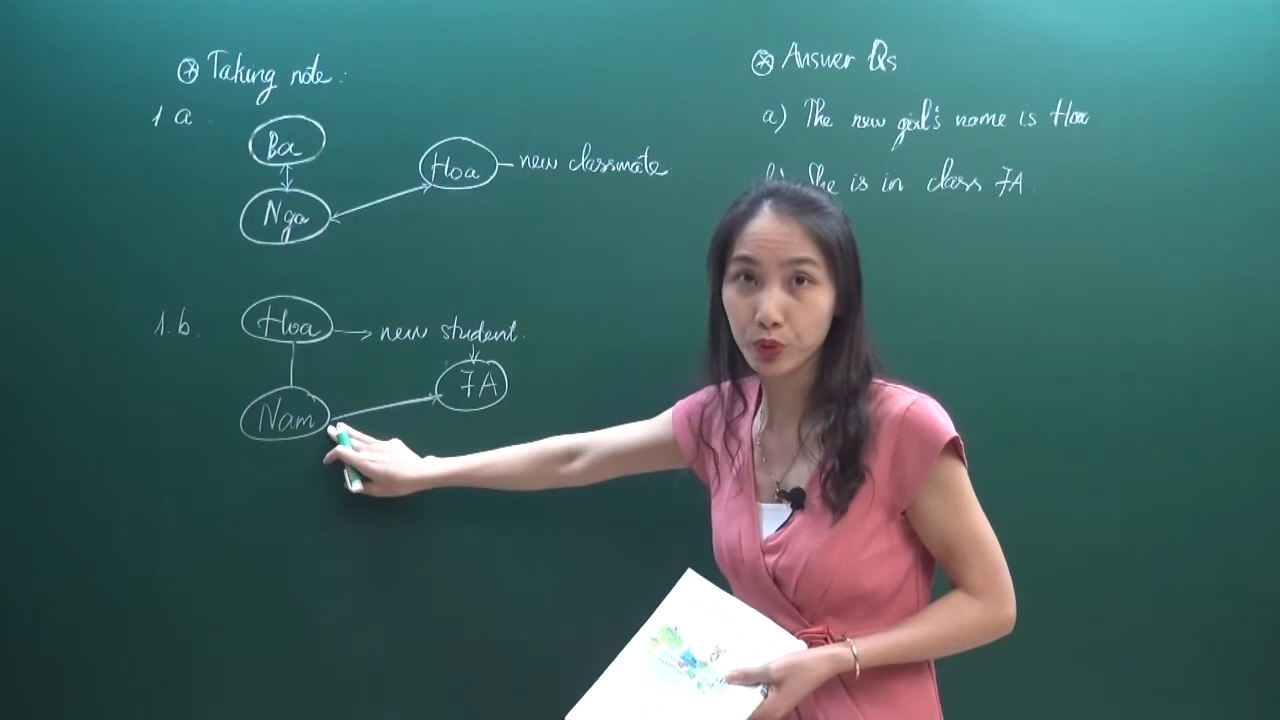 ⊛ Taking note:
1 a.
Ba
Hoa – new classmate.
Nga
1.b.
Hoa → new student.
7A
Nam
⊛ Answer Qs
a) The new girl's name is Hoa
b) She is in class 7A